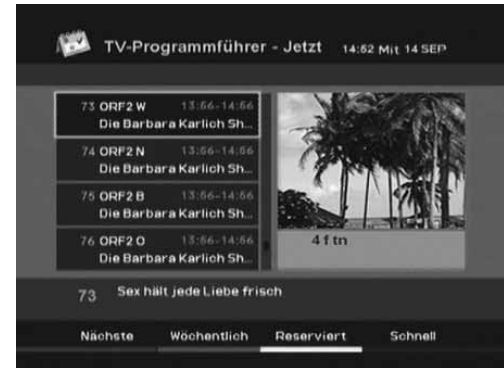 TV-Programmführer - Jetzt 14:52 Mit 14 SEP
73 ORF2 W 13:56-14:56
Die Barbara Karlich Sh...
74 ORF2 N 13:56-14:56
Die Barbara Karlich Sh...
75 ORF2 B 13:56-14:56
Die Barbara Karlich Sh...
76 ORF2 O 13:56-14:56
Die Barbara Karlich Sh...
4 f tn
73 Sex hält jede Liebe frisch
Nächste Wöchentlich Reserviert Schnell